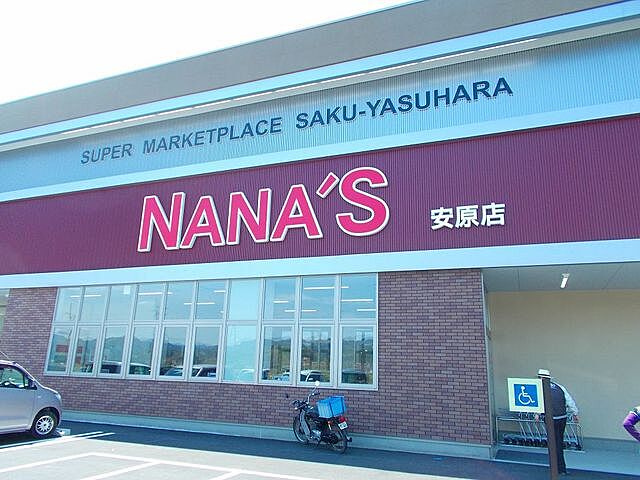 SUPER MARKETPLACE SAKU-YASUHARA
NANA'S 安原店